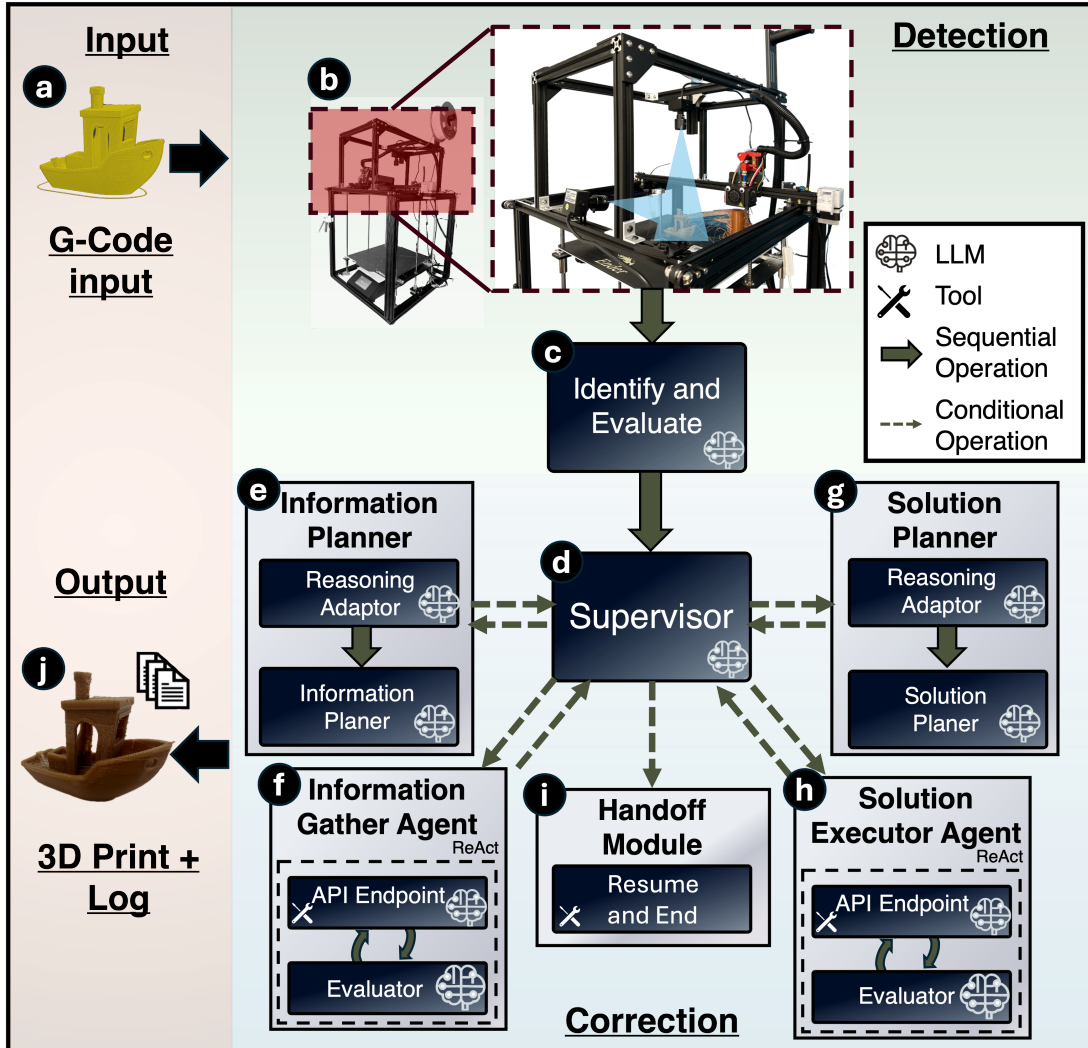 Input
Detection
a
b
G-Code
input
Ender
LLM
Tool
Sequential
Operation
Conditional
Operation
c
Identify and
Evaluate
e
Information
Planner
Reasoning
Adaptor
Information
Planer
d
Supervisor
g
Solution
Planner
Reasoning
Adaptor
Solution
Planer
Output
j
3D Print +
Log
f
Information
Gather Agent
ReAct
API Endpoint
Evaluator
i
Handoff
Module
Resume
and End
h
Solution
Executor Agent
ReAct
API Endpoint
Evaluator
Correction